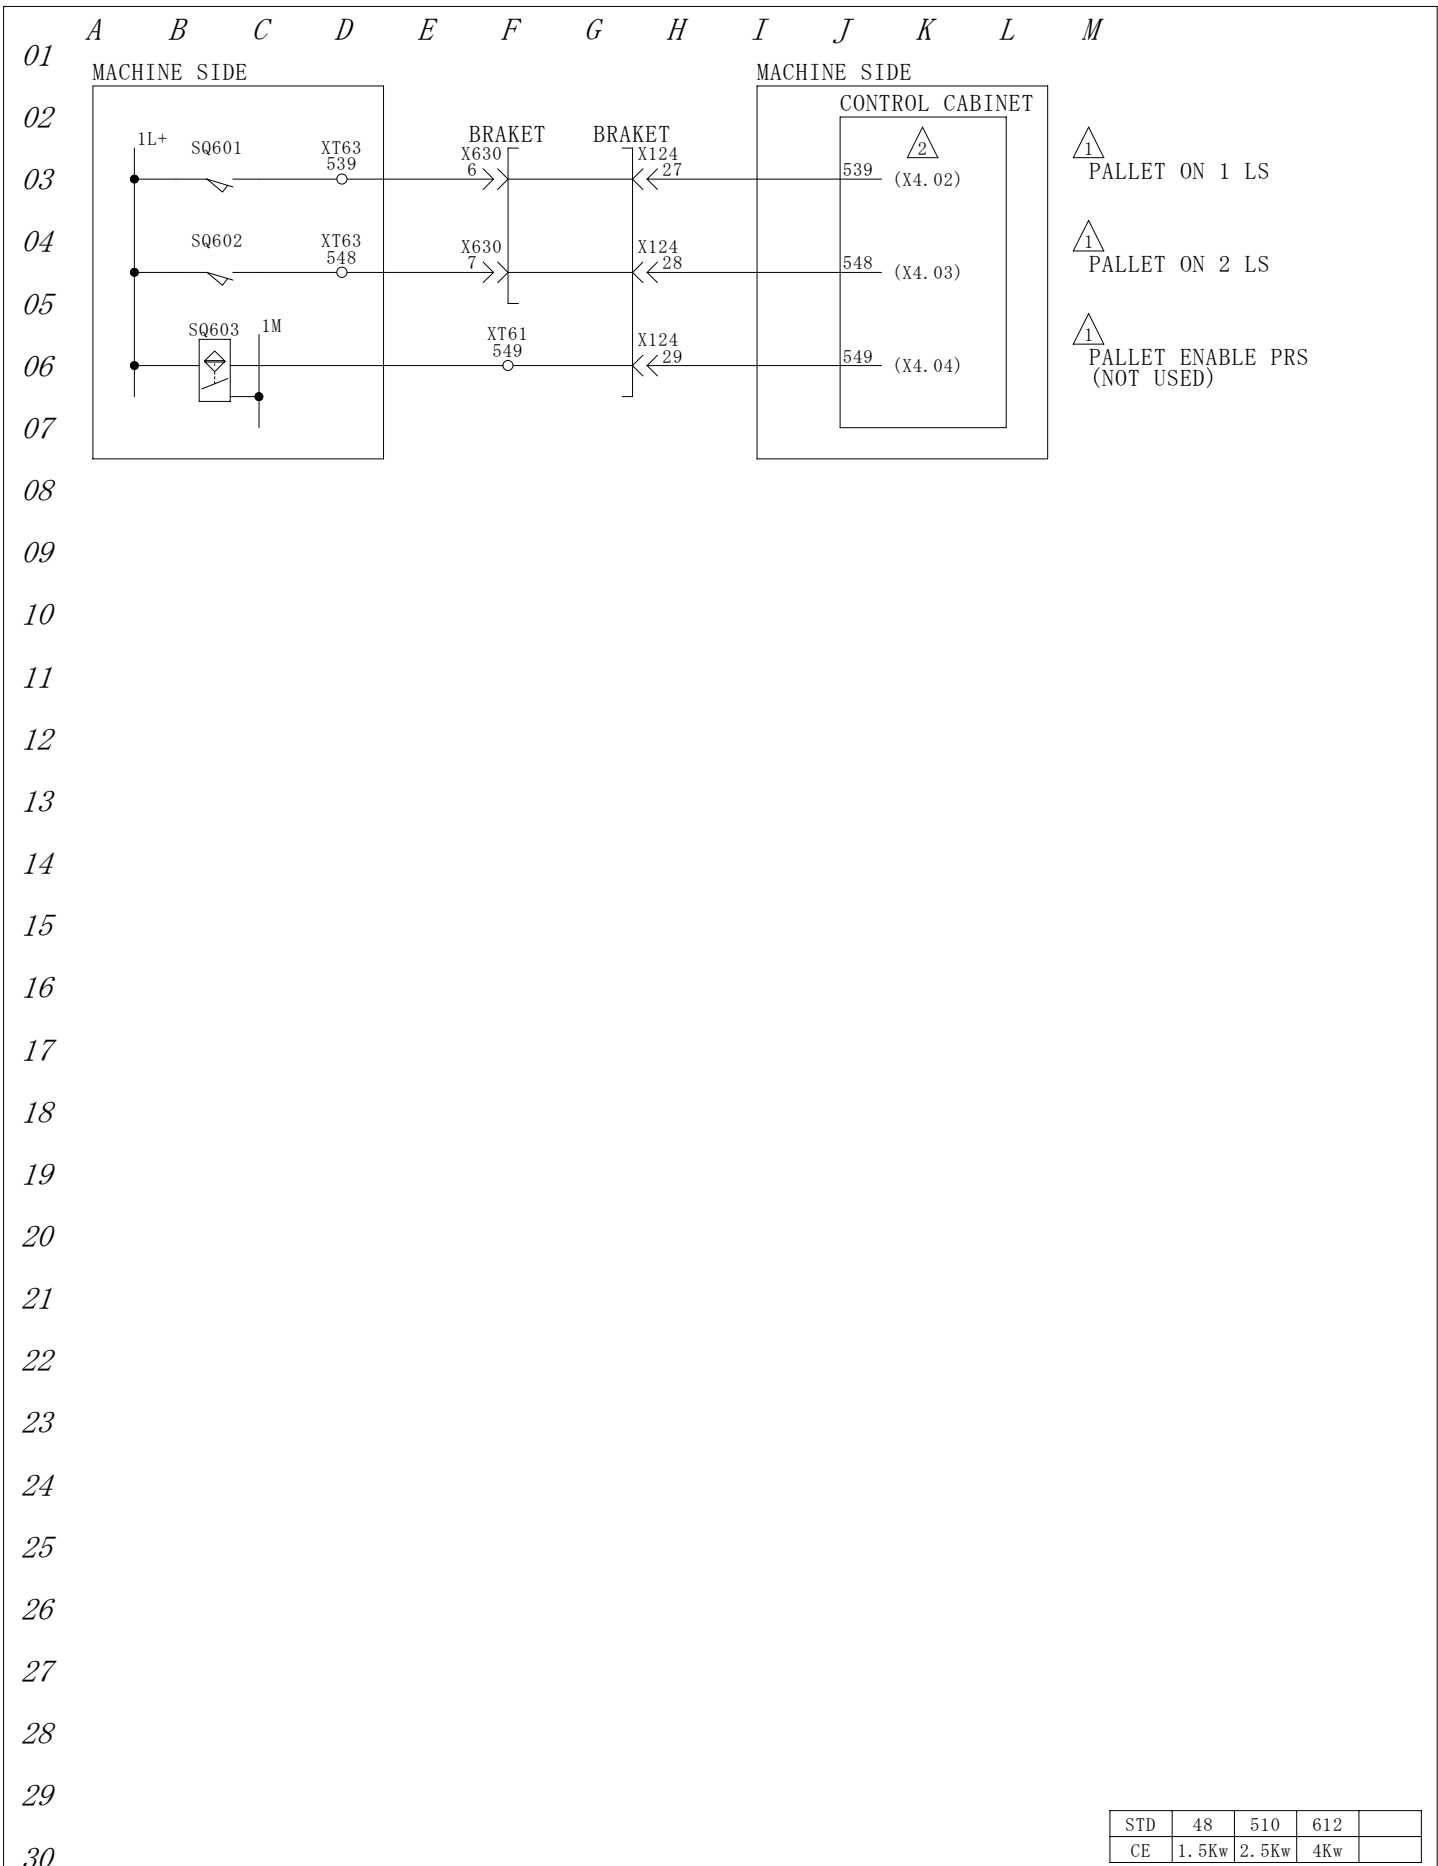 A B C D E F G H I J K L M
01
MACHINE SIDE MACHINE SIDE
02
CONTROL CABINET
1L+ SQ601 XT63 BRAKET BRAKET 2 1
539 X630 X124
03
6 27 539 (X4.02) PALLET ON 1 LS
04
SQ602 XT63 X630 X124 1
548 7 28 548 (X4.03) PALLET ON 2 LS
05
SQ603 1M XT61 X124 1
06
549 29 549 (X4.04) PALLET ENABLE PRS
(NOT USED)
07
08
09
10
11
12
13
14
15
16
17
18
19
20
21
22
23
24
25
26
27
28
29
STD 48 510 612
30
CE 1.5Kw 2.5Kw 4Kw